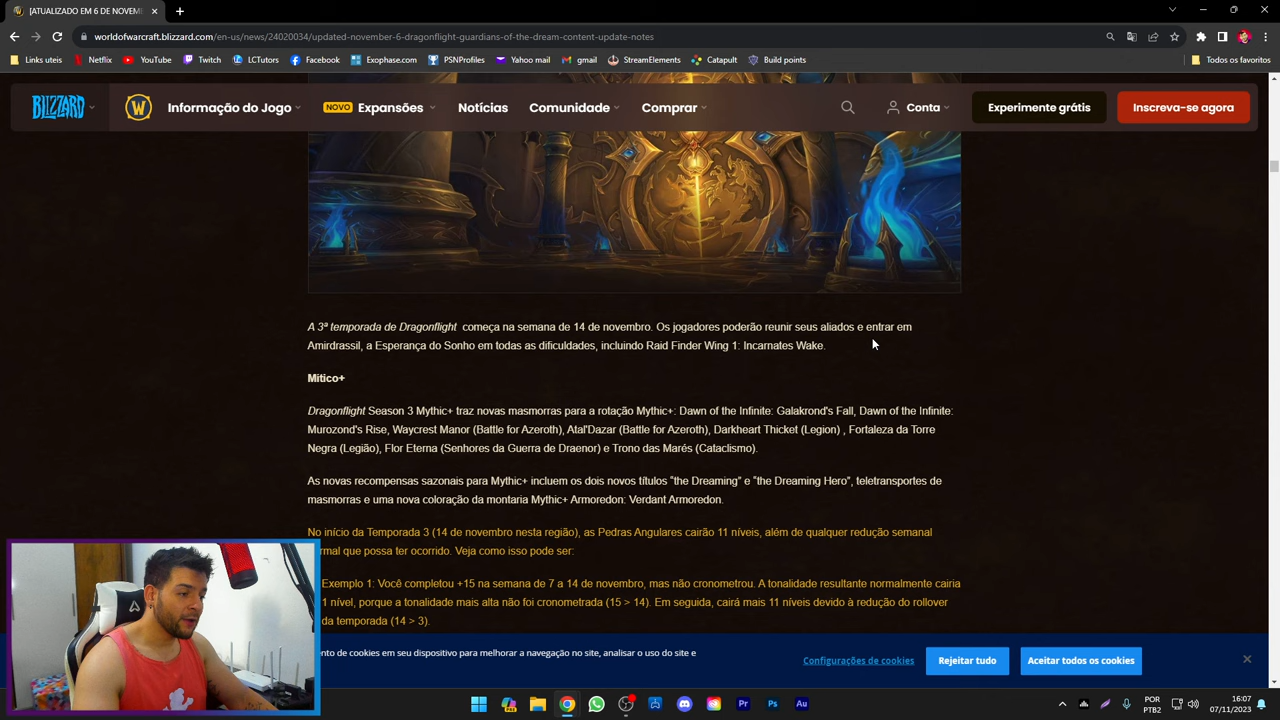 [ATUALIZADO EM 6 DE NOVEM
worldofwarcraft.blizzard.com/en-us/news/24020034/updated-november-6-dragonflight-guardians-of-the-dream-content-update-notes
Links uteis
YouTube
Twitch
LCTutors
Facebook
Exophase.com
PSNProfiles
WhatsApp
gmail
StreamElements
Catapult
Build points
Todos os favoritos
BLIZZARD
W
Informação do Jogo
NOVO
Expansões
Notícias
Comunidade
Comprar
Conta
Experimente grátis
Inscreva-se agora
A 3ª temporada de Dragonflight começa na semana de 14 de novembro. Os jogadores poderão reunir seus aliados e entrar em
Amirdrassil, a Esperança do Sonho em todas as dificuldades, incluindo Raid Finder Wing 1: Incarnates Wake.
Mítico+
Dragonflight Season 3 Mythic+ traz novas masmorras para a rotação Mythic+: Dawn of the Infinite: Galakrond's Fall, Dawn of the Infinite:
Murozond's Rise, Waycrest Manor (Battle for Azeroth), Atal'Dazar (Battle for Azeroth), Darkheart Thicket (Legion) , Fortaleza da Torre
Negra (Legião), Flor Eterna (Senhores da Guerra de Draenor) e Trono das Marés (Cataclismo).
As novas recompensas sazonais para Mythic+ incluem os dois novos títulos "the Dreaming" e "the Dreaming Hero", teletransportes de
masmorras e uma nova coloração da montaria Mythic+ Armoredon: Verdant Armoredon.
No início da Temporada 3 (14 de novembro nesta região), as Pedras Angulares cairão 11 níveis, além de qualquer redução semanal
rmal que possa ter ocorrido. Veja como isso pode ser:
Exemplo 1: Você completou +15 na semana de 7 a 14 de novembro, mas não cronometrou. A tonalidade resultante normalmente cairia
1 nível, porque a tonalidade mais alta não foi cronometrada (15 > 14). Em seguida, cairá mais 11 níveis devido à redução do rollover
da temporada (14 > 3).
ento de cookies em seu dispositivo para melhorar a navegação no site, analisar o uso do site e
Configurações de cookies
Rejeitar tudo
Aceitar todos os cookies
Pr
Ps
Au
POR
PTB2
16:07
07/11/2023